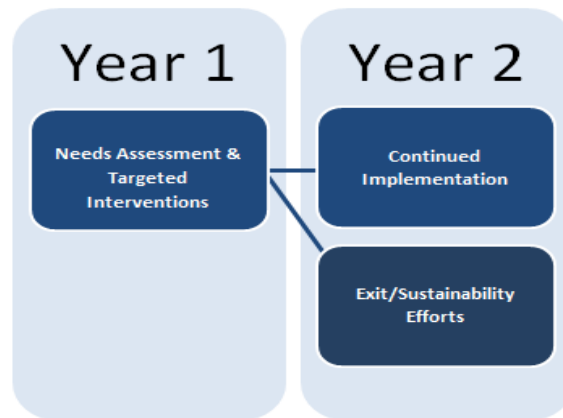 Year 1
Needs Assessment &
Targeted
Interventions
Year 2
Continued
Implementation
Exit/Sustainability
Efforts